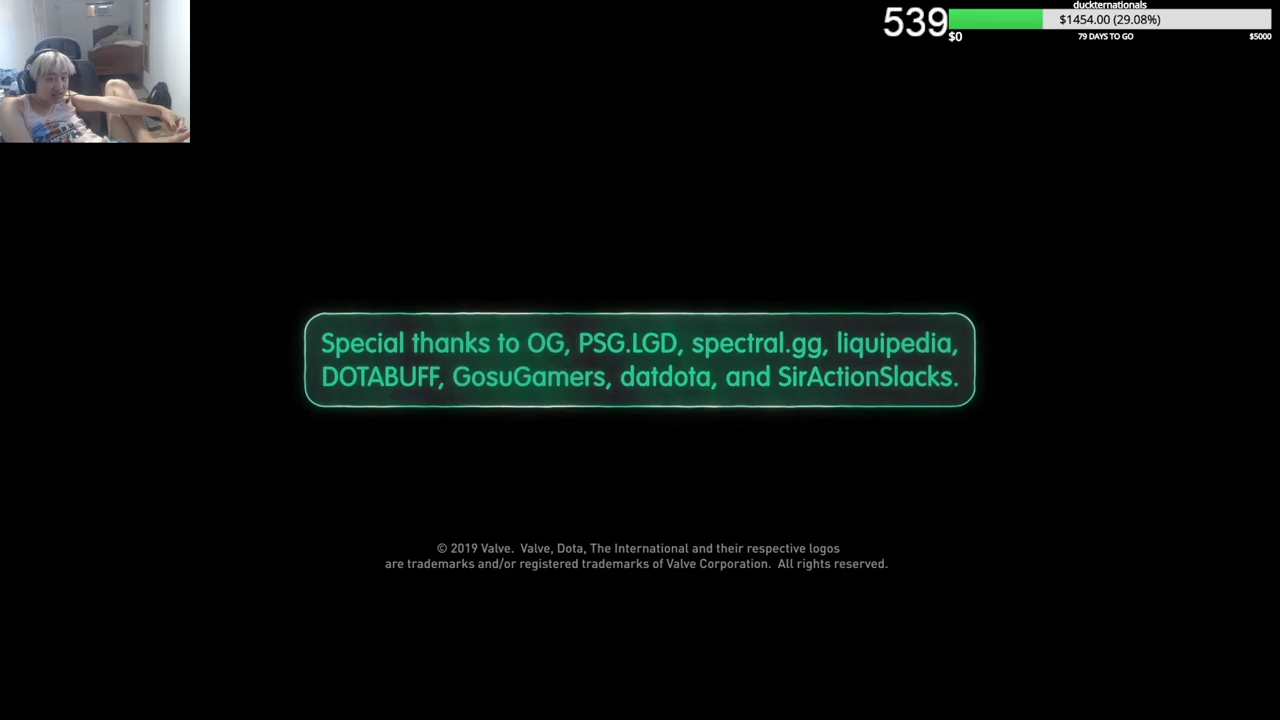 duckternationals
539
$1454.00 (29.08%)
$0
79 DAYS TO GO
$5000
Special thanks to OG, PSG.LGD, spectral.gg, liquipedia,
DOTABUFF, GosuGamers, datdota, and SirActionSlacks.
© 2019 Valve. Valve, Dota, The International and their respective logos
are trademarks and/or registered trademarks of Valve Corporation. All rights reserved.